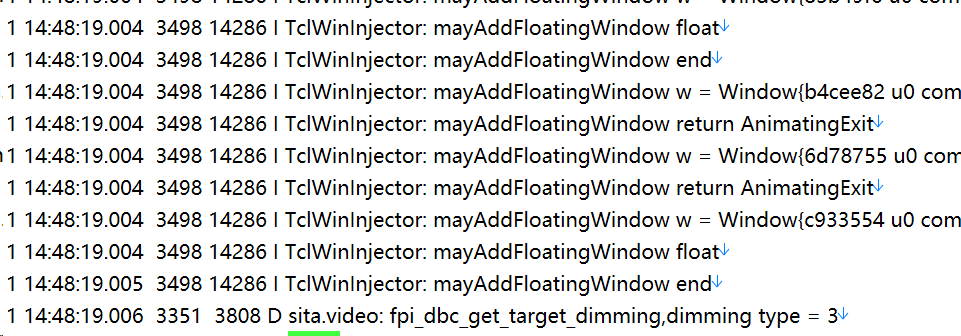 1 14:48:19.004 3498 14286 I TclWinInjector: mayAddFloatingWindow float↓
1 14:48:19.004 3498 14286 I TclWinInjector: mayAddFloatingWindow end↓
1 14:48:19.004 3498 14286 I TclWinInjector: mayAddFloatingWindow w = Window{b4cee82 u0 com
1 14:48:19.004 3498 14286 I TclWinInjector: mayAddFloatingWindow return AnimatingExit↓
1 14:48:19.004 3498 14286 I TclWinInjector: mayAddFloatingWindow w = Window{6d78755 u0 com
1 14:48:19.004 3498 14286 I TclWinInjector: mayAddFloatingWindow return AnimatingExit↓
1 14:48:19.004 3498 14286 I TclWinInjector: mayAddFloatingWindow w = Window{c933554 u0 com
1 14:48:19.004 3498 14286 I TclWinInjector: mayAddFloatingWindow float↓
1 14:48:19.005 3498 14286 I TclWinInjector: mayAddFloatingWindow end↓
1 14:48:19.006 3351 3808 D sita.video: fpi_dbc_get_target_dimming,dimming type = 3↓